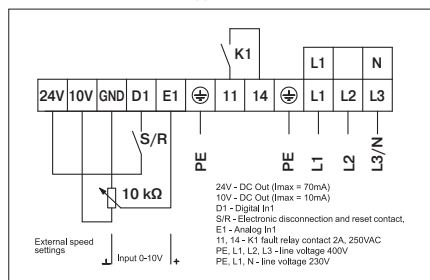 K1
L1 N
24V 10V GND D1 E1 11 14 L1 L2 L3
S/R
PE PE L1 L2 L3/N
10 kΩ
24V - DC Out (Imax = 70mA)
10V - DC Out (Imax = 10mA)
D1 - Digital In1
S/R - Electronic disconnection and reset contact,
E1 - Analog In1
11, 14 - K1 fault relay contact 2A, 250VAC
PE, L1, L2, L3 - line voltage 400V
PE, L1, N - line voltage 230V
External speed
settings
Input 0-10V +